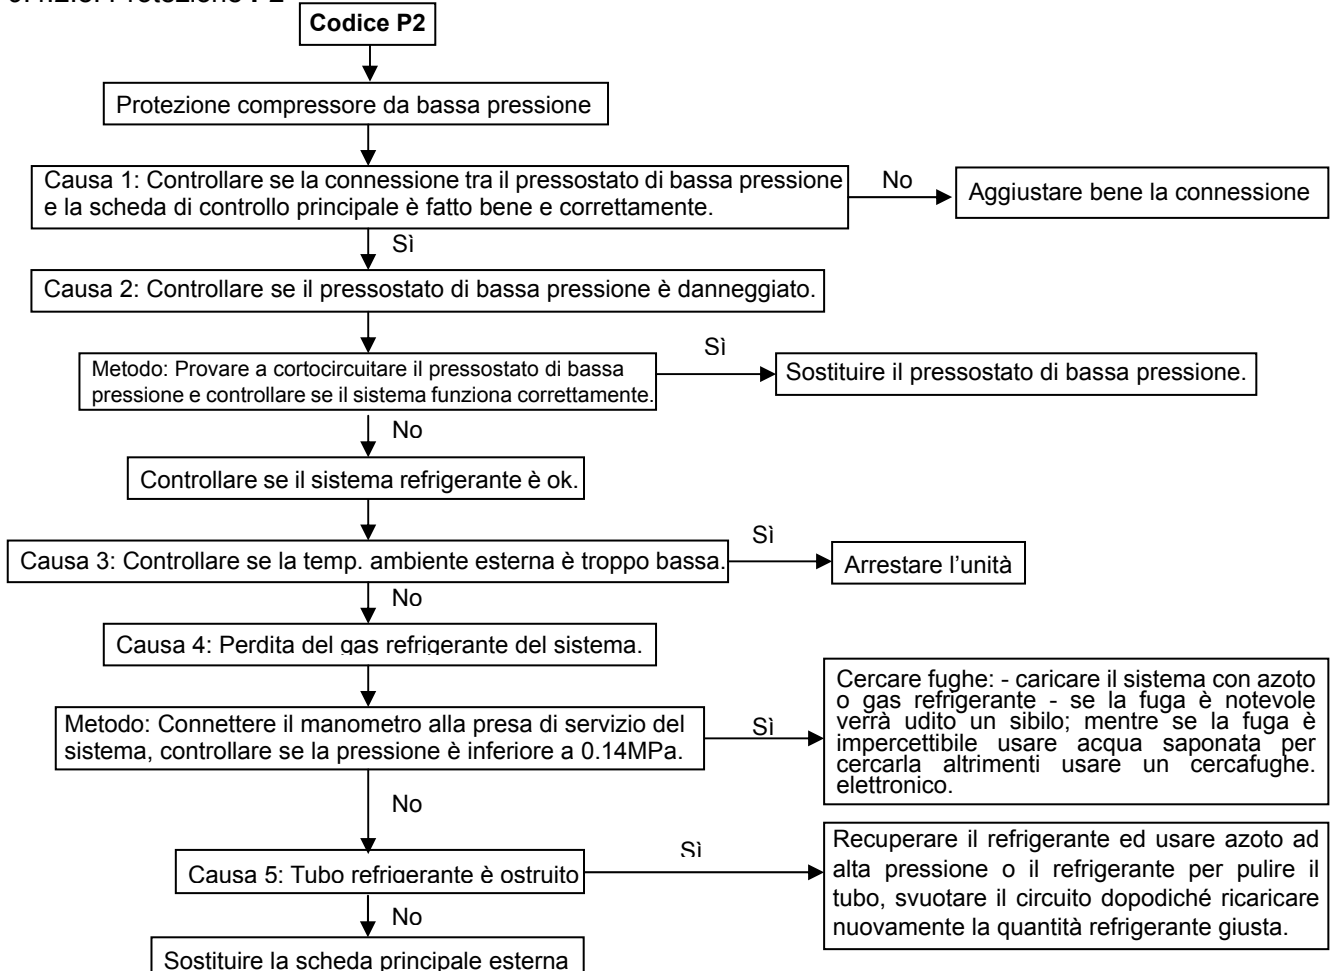 Protezione P2
Codice P2
Protezione compressore da bassa pressione
Causa 1: Controllare se la connessione tra il pressostato di bassa pressione
e la scheda di controllo principale è fatto bene e correttamente.
No
Aggiustare bene la connessione
Sì
Causa 2: Controllare se il pressostato di bassa pressione è danneggiato.
Metodo: Provare a cortocircuitare il pressostato di bassa
pressione e controllare se il sistema funziona correttamente.
Sì
Sostituire il pressostato di bassa pressione.
No
Controllare se il sistema refrigerante è ok.
Causa 3: Controllare se la temp. ambiente esterna è troppo bassa.
Sì
Arrestare l’unità
No
Causa 4: Perdita del gas refrigerante del sistema.
Metodo: Connettere il manometro alla presa di servizio del
sistema, controllare se la pressione è inferiore a 0.14MPa.
Sì
Cercare fughe: - caricare il sistema con azoto
o gas refrigerante - se la fuga è notevole
verrà udito un sibilo; mentre se la fuga è
impercettibile usare acqua saponata per
cercarla altrimenti usare un cercafughe.
elettronico.
No
Causa 5: Tubo refrigerante è ostruito
Sì
Recuperare il refrigerante ed usare azoto ad
alta pressione o il refrigerante per pulire il
tubo, svuotare il circuito dopodiché ricaricare
nuovamente la quantità refrigerante giusta.
No
Sostituire la scheda principale esterna